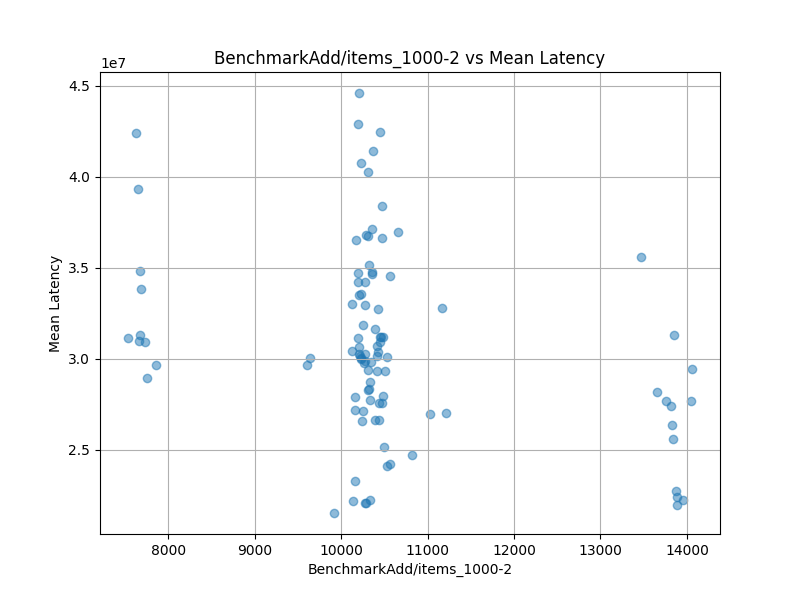 BenchmarkAdd/items_1000-2 vs Mean Latency
1e7
4.5
4.0
3.5
3.0
2.5
Mean Latency
8000 9000 10000 11000 12000 13000 14000
BenchmarkAdd/items_1000-2